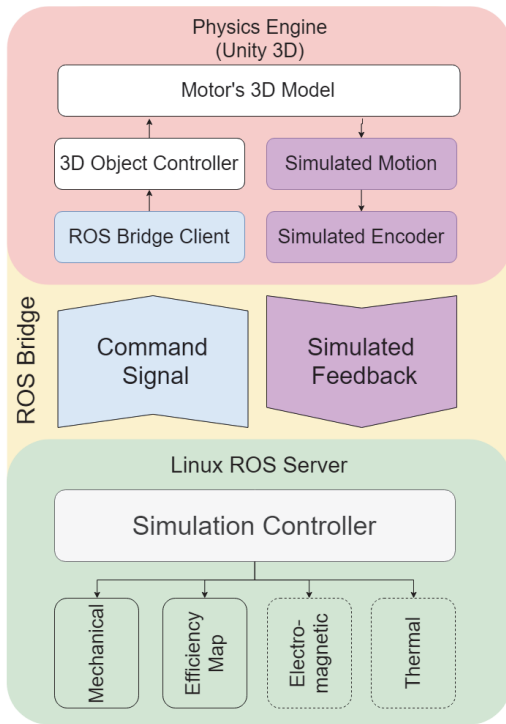 Physics Engine
(Unity 3D)
Motor's 3D Model
3D Object Controller
Simulated Motion
ROS Bridge Client
Simulated Encoder
ROS Bridge
Command
Signal
Simulated
Feedback
Linux ROS Server
Simulation Controller
Mechanical
Efficiency
Map
Electro-
magnetic
Thermal